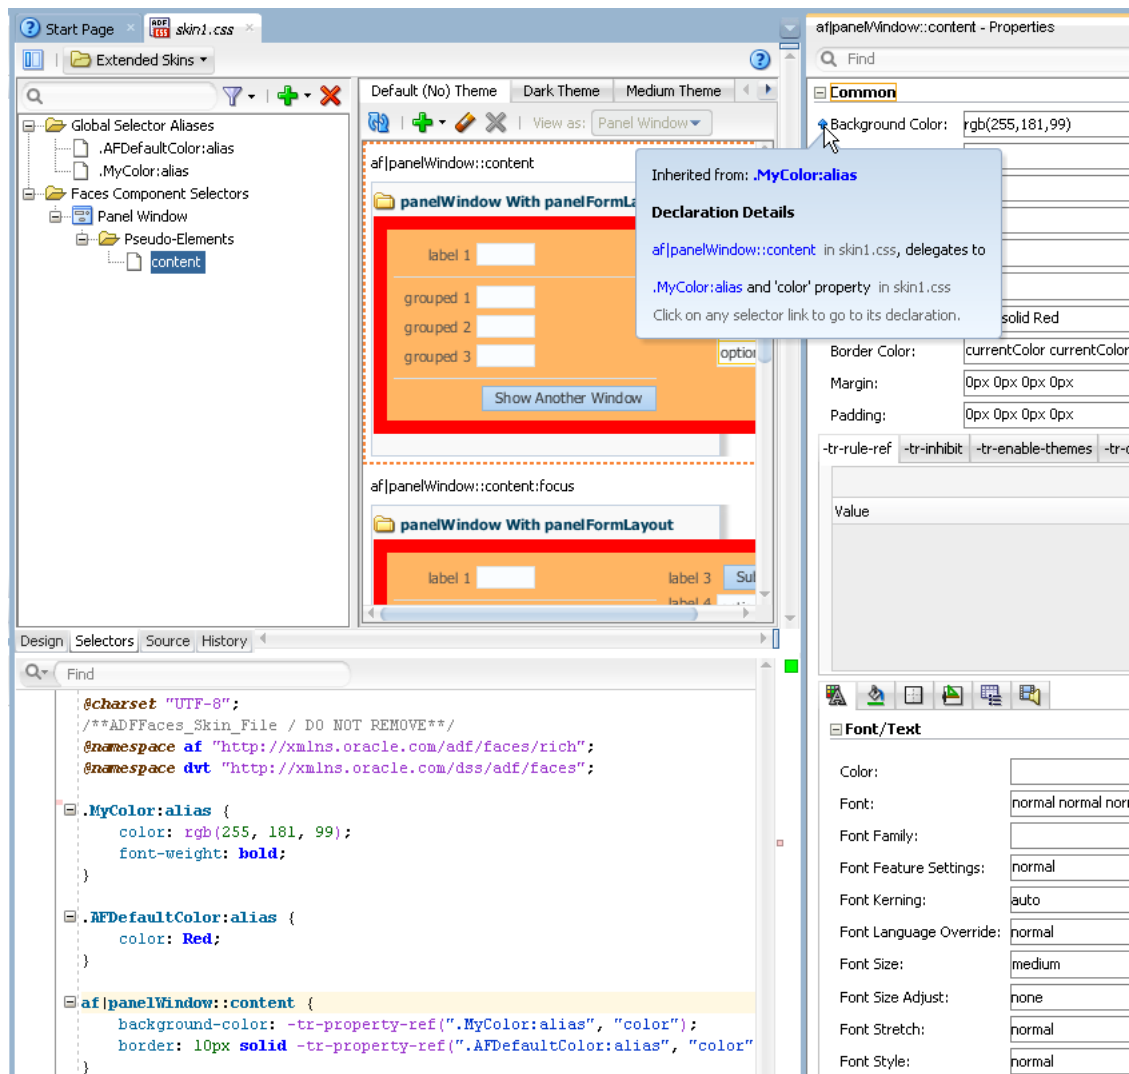 Start Page
skin1.css
Extended Skins
Global Selector Aliases
.AFDefaultColor:alias
.MyColor:alias
Faces Component Selectors
Panel Window
Pseudo-Elements
content
Default (No) Theme
Dark Theme
Medium Theme
View as:
Panel Window
af|panelWindow::content
panelWindow With panelFormLa
label 1
grouped 1
grouped 2
grouped 3
option
Show Another Window
af|panelWindow::content:focus
panelWindow With panelFormLayout
label 1
label 3
Sul
label 4
Design
Selectors
Source
History
Find
@charset "UTF-8";
/**ADFFaces_Skin_File / DO NOT REMOVE**/
@namespace af "http://xmlns.oracle.com/adf/faces/rich";
@namespace dvt "http://xmlns.oracle.com/dss/adf/faces";
.MyColor:alias {
color: rgb(255, 181, 99);
font-weight: bold;
}
.AFDefaultColor:alias {
color: Red;
}
af|panelWindow::content {
background-color: -tr-property-ref(".MyColor:alias", "color");
border: 10px solid -tr-property-ref(".AFDefaultColor:alias", "color"
}
af|panelWindow::content - Properties
Find
Common
Background Color:
rgb(255,181,99)
Inherited from: .MyColor:alias
Declaration Details
af|panelWindow::content in skin1.css, delegates to
.MyColor:alias and 'color' property in skin1.css
Click on any selector link to go to its declaration.
solid Red
Border Color:
currentColor currentColor
Margin:
0px 0px 0px 0px
Padding:
0px 0px 0px 0px
-tr-rule-ref
-tr-inhibit
-tr-enable-themes
-tr-c
Value
Font/Text
Color:
Font:
normal normal nor
Font Family:
Font Feature Settings:
normal
Font Kerning:
auto
Font Language Override:
normal
Font Size:
medium
Font Size Adjust:
none
Font Stretch:
normal
Font Style:
normal